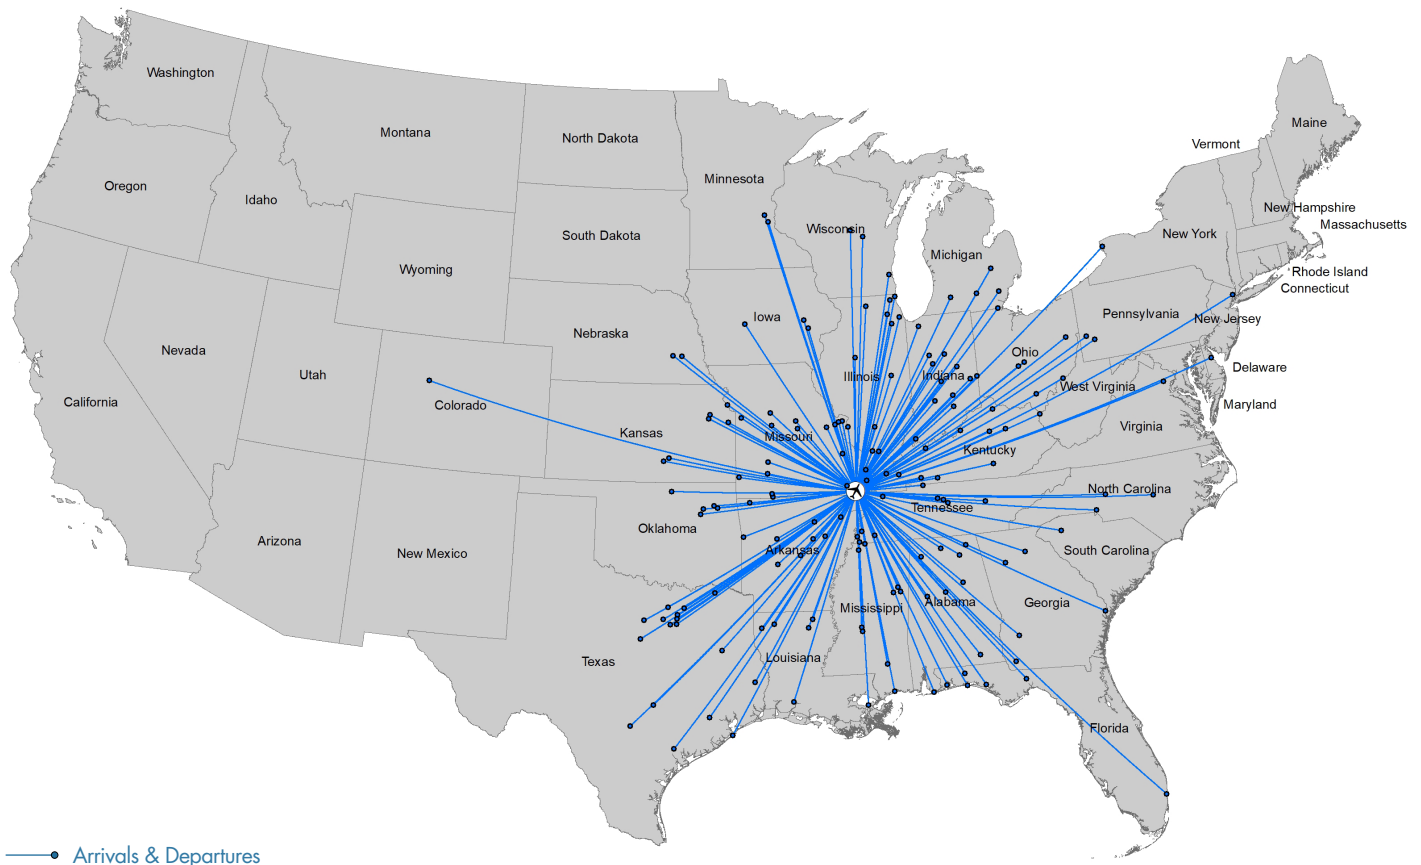 Washington
Montana
North Dakota
Minnesota
Maine
Vermont
Oregon
Idaho
New Hampshire
Massachusetts
South Dakota
Wisconsin
New York
Wyoming
Michigan
Rhode Island
Connecticut
Iowa
Pennsylvania
New Jersey
Nebraska
Nevada
Ohio
Utah
Illinois
Indiana
Delaware
West Virginia
California
Colorado
Maryland
Kansas
Missouri
Virginia
Kentucky
North Carolina
Tennessee
Oklahoma
Arizona
New Mexico
Arkansas
South Carolina
Mississippi
Alabama
Georgia
Texas
Louisiana
Florida
Arrivals & Departures